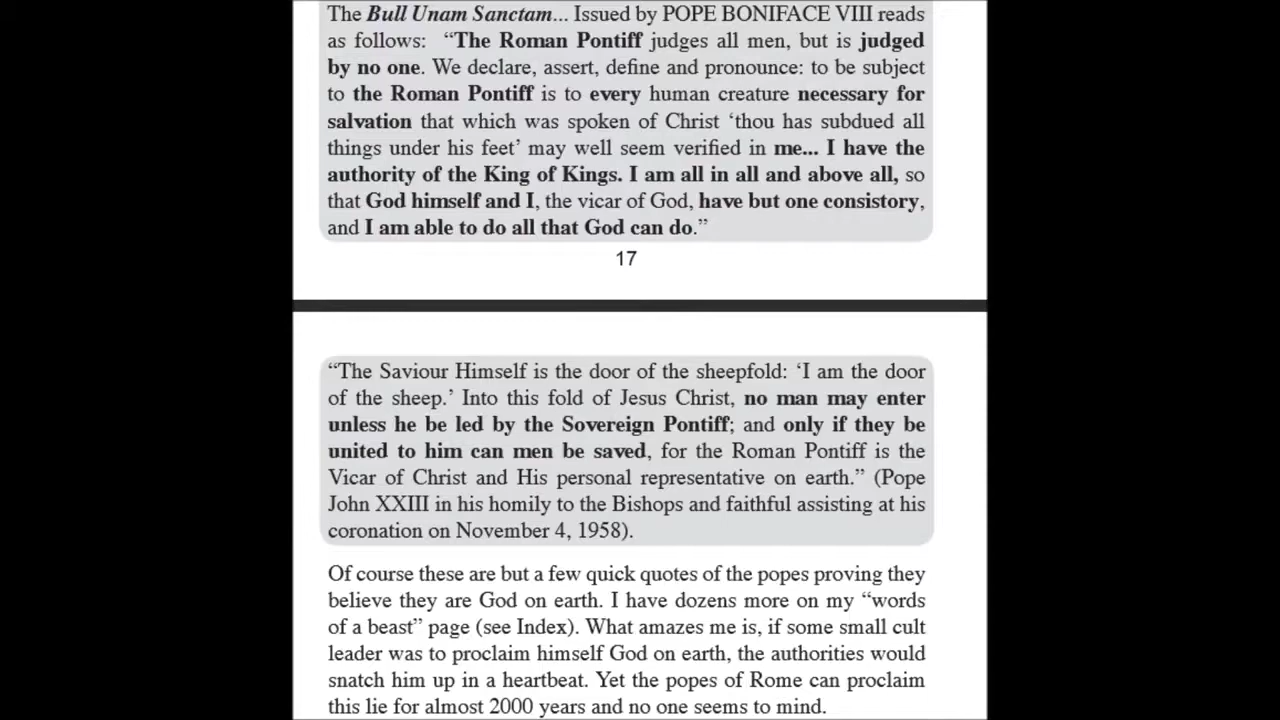 The Bull Unam Sanctam... Issued by POPE BONIFACE VIII reads
as follows: “The Roman Pontiff judges all men, but is judged
by no one. We declare, assert, define and pronounce: to be subject
to the Roman Pontiff is to every human creature necessary for
salvation that which was spoken of Christ ‘thou has subdued all
things under his feet’ may well seem verified in me... I have the
authority of the King of Kings. I am all in all and above all, so
that God himself and I, the vicar of God, have but one consistory,
and I am able to do all that God can do.”
17
“The Saviour Himself is the door of the sheepfold: ‘I am the door
of the sheep.’ Into this fold of Jesus Christ, no man may enter
unless he be led by the Sovereign Pontiff; and only if they be
united to him can men be saved, for the Roman Pontiff is the
Vicar of Christ and His personal representative on earth.” (Pope
John XXIII in his homily to the Bishops and faithful assisting at his
coronation on November 4, 1958).
Of course these are but a few quick quotes of the popes proving they
believe they are God on earth. I have dozens more on my “words
of a beast” page (see Index). What amazes me is, if some small cult
leader was to proclaim himself God on earth, the authorities would
snatch him up in a heartbeat. Yet the popes of Rome can proclaim
this lie for almost 2000 years and no one seems to mind.